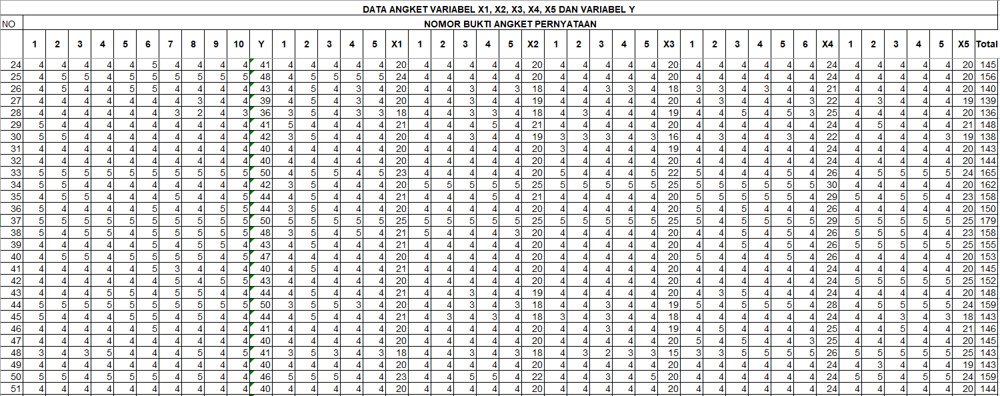 DATA ANGKET VARIABEL X1, X2, X3, X4, X5 DAN VARIABEL Y
NO NOMOR BUKTI ANGKET PERNYATAAN
1 2 3 4 5 6 7 8 9 10 Y 1 2 3 4 5 X1 1 2 3 4 5 X2 1 2 3 4 5 X3 1 2 3 4 5 6 X4 1 2 3 4 5 X5 Total
24 4 4 4 4 4 5 4 4 4 4 41 4 4 4 4 4 20 4 4 4 4 4 20 4 4 4 4 4 20 4 4 4 4 4 4 24 4 4 4 4 4 20 145
25 4 5 5 4 5 5 5 5 5 5 48 4 5 5 5 5 24 4 4 4 4 4 20 4 4 4 4 4 20 4 4 4 4 4 4 24 4 4 4 4 4 20 156
26 4 5 4 4 5 5 4 4 4 4 43 4 5 4 3 4 20 4 4 3 4 3 18 4 4 3 3 4 18 3 3 4 3 4 4 21 4 4 4 4 4 20 140
27 4 4 4 4 4 4 4 3 4 4 39 4 5 4 3 4 20 4 4 3 4 4 19 4 4 4 4 4 20 4 3 4 4 4 3 22 4 3 4 4 4 19 139
28 4 4 4 4 4 4 3 2 4 3 36 3 5 4 3 3 18 4 4 3 3 4 18 4 3 4 4 4 19 4 4 5 4 5 3 25 4 4 4 4 4 20 136
29 5 4 4 4 4 4 4 4 4 4 41 5 4 4 4 4 21 4 4 4 5 4 21 4 4 4 4 4 20 4 4 4 4 4 4 24 4 5 4 4 4 21 148
30 5 5 4 4 4 4 4 4 4 4 42 3 5 4 4 4 20 4 4 3 4 4 19 3 3 3 4 3 16 4 3 4 4 3 4 22 4 4 4 4 3 19 138
31 4 4 4 4 4 4 4 4 4 4 40 4 4 4 4 4 20 4 4 4 4 4 20 3 4 4 4 4 19 4 4 4 4 4 4 24 4 4 4 4 4 20 143
32 4 4 4 4 4 4 4 4 4 4 40 4 4 4 4 4 20 4 4 4 4 4 20 4 4 4 4 4 20 4 4 4 4 4 4 24 4 4 4 4 4 20 144
33 5 5 5 5 5 5 5 5 5 5 50 4 5 5 4 5 23 4 4 4 4 4 20 5 4 4 4 5 22 5 4 4 4 5 4 26 4 5 5 5 5 24 165
34 5 5 4 4 4 4 4 4 4 4 42 3 5 4 4 4 20 5 5 5 5 5 25 5 5 5 5 5 25 5 5 5 5 5 5 30 4 4 4 4 4 20 162
35 4 5 5 4 4 4 5 4 4 5 44 4 5 4 4 4 21 4 4 4 5 4 21 4 4 4 4 4 20 5 5 5 5 5 4 29 5 4 5 5 4 23 158
36 5 4 4 4 4 5 4 4 5 5 44 3 5 4 4 4 20 4 4 4 4 4 20 4 4 4 4 4 20 5 4 5 4 4 4 26 4 4 4 4 4 20 150
37 5 5 5 5 5 5 5 5 5 5 50 5 5 5 5 5 25 5 5 5 5 5 25 5 5 5 5 5 25 5 4 5 5 5 5 29 5 5 5 5 5 25 179
38 5 4 5 5 4 5 5 5 5 5 48 3 5 4 5 4 21 5 4 4 4 3 20 4 4 4 4 4 20 4 4 5 4 5 4 26 5 5 5 4 4 23 158
39 4 4 4 4 4 5 4 5 5 4 43 4 5 4 4 4 21 4 4 4 4 4 20 4 4 4 4 4 20 4 4 5 4 5 4 26 5 5 5 5 5 25 155
40 4 5 5 4 5 5 5 5 4 5 47 4 4 4 4 4 20 4 4 4 4 4 20 4 4 4 4 4 20 5 4 4 4 5 4 26 4 4 4 4 4 20 153
41 4 4 4 4 4 5 3 4 4 4 40 4 5 4 4 4 21 4 4 4 4 4 20 4 4 4 4 4 20 4 4 4 4 4 4 24 4 4 4 4 4 20 145
42 4 4 4 4 4 4 5 4 5 5 43 4 4 4 4 4 20 4 4 4 4 4 20 4 4 4 4 4 20 4 4 4 4 4 4 24 5 5 5 5 5 25 152
43 4 4 4 5 5 4 5 5 4 4 44 4 5 4 4 4 21 4 4 3 4 4 19 4 4 4 4 4 20 4 3 5 4 4 4 24 4 4 4 4 4 20 148
44 5 5 5 5 5 5 5 5 5 5 50 3 5 5 3 4 20 4 4 3 4 3 18 4 4 3 4 4 19 5 4 5 5 5 4 28 4 5 5 5 5 24 159
45 5 4 4 4 5 5 4 5 4 4 44 4 5 4 4 4 21 4 3 4 3 4 18 3 4 3 4 4 18 4 4 4 4 4 4 24 4 4 3 4 3 18 143
46 4 4 4 4 4 5 4 4 4 4 41 4 4 4 4 4 20 4 4 4 4 4 20 4 4 3 4 4 19 4 5 4 4 4 4 25 4 4 5 4 4 21 146
47 4 4 4 4 4 4 4 4 4 4 40 4 4 4 4 4 20 4 4 4 4 4 20 4 4 4 4 4 20 5 4 5 4 4 3 25 4 4 4 4 4 20 145
48 3 4 3 5 4 4 4 5 4 5 41 3 5 3 4 3 18 4 4 3 4 3 18 4 3 2 3 3 15 3 3 5 5 5 5 26 5 5 5 5 5 25 143
49 4 4 4 4 4 4 4 4 4 4 40 4 4 4 4 4 20 4 4 4 4 4 20 4 4 4 4 4 20 4 4 4 4 4 4 24 4 3 4 4 4 19 143
50 5 5 4 5 5 5 4 5 4 4 46 5 5 5 4 4 23 4 4 5 5 4 22 4 4 3 4 5 20 4 4 4 4 4 4 24 5 5 4 5 5 24 159
51 4 4 4 4 4 4 4 4 4 4 40 4 4 4 4 4 20 4 4 4 4 4 20 4 4 4 4 4 20 4 4 4 4 4 4 24 4 4 4 4 4 20 144